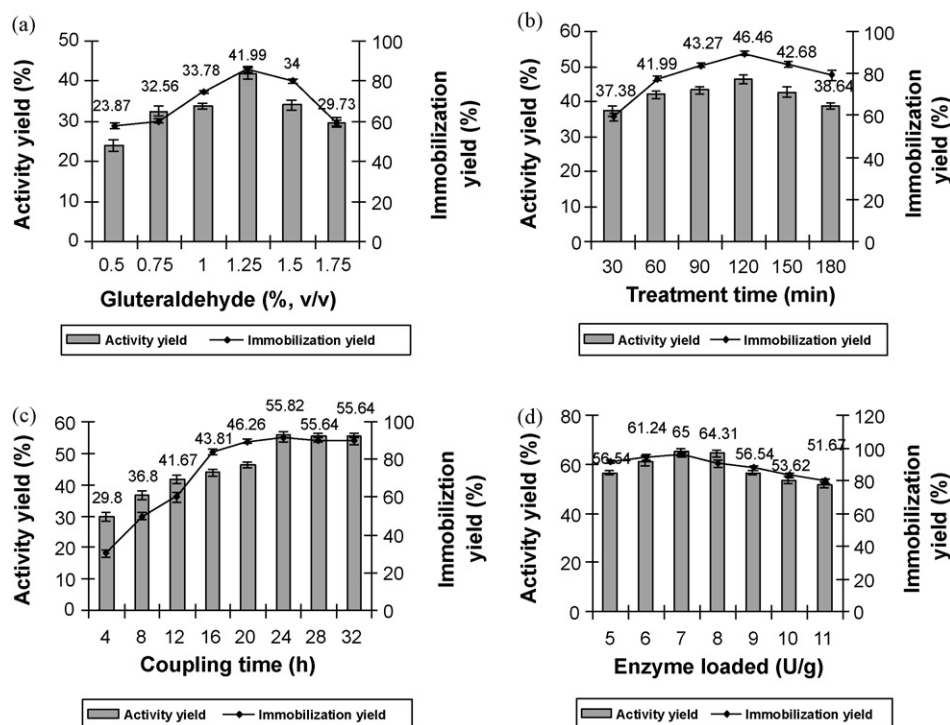 (a)
Activity yield (%)
50
40
30
20
10
0
23.87
32.56
33.78
41.99
34
29.73
100
80
60
40
20
0
Immobilization
yield (%)
0.5 0.75 1 1.25 1.5 1.75
Gluteraldehyde (%, v/v)
Activity yield Immobilization yield
(b)
Activity yield (%)
60
50
40
30
20
10
0
37.38
41.99
43.27
46.46
42.68
38.64
100
80
60
40
20
0
Immobilization
yield (%)
30 60 90 120 150 180
Treatment time (min)
Activity yield Immobilization yield
(c)
Activity yield (%)
60
50
40
30
20
10
0
29.8
36.8
41.67
43.81
46.26
55.82
55.64
55.64
100
80
60
40
20
0
Immobiliztion
yield (%)
4 8 12 16 20 24 28 32
Coupling time (h)
Activity yield Immobilization yield
(d)
Activity yield (%)
80
60
40
20
0
56.54
61.24
65
64.31
56.54
53.62
51.67
120
100
80
60
40
20
0
Immobilization
yield (%)
5 6 7 8 9 10 11
Enzyme loaded (U/g)
Activity yield Immobilization yield